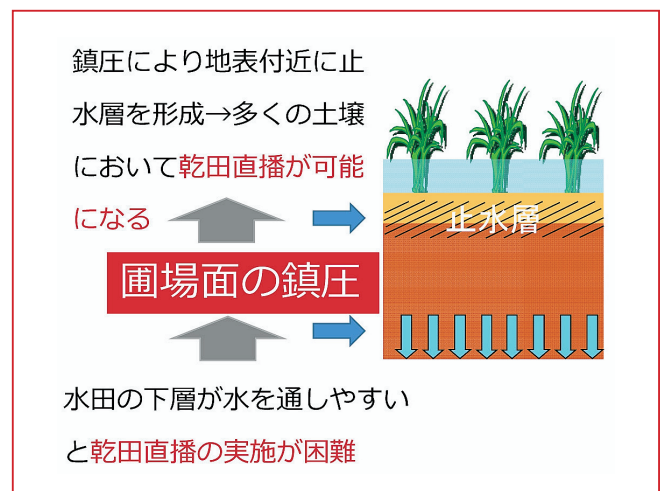 鎮圧により地表付近に止
水層を形成→多くの土壌
において乾田直播が可能
になる
止水層
圃場面の鎮圧
水田の下層が水を通しやすい
と乾田直播の実施が困難